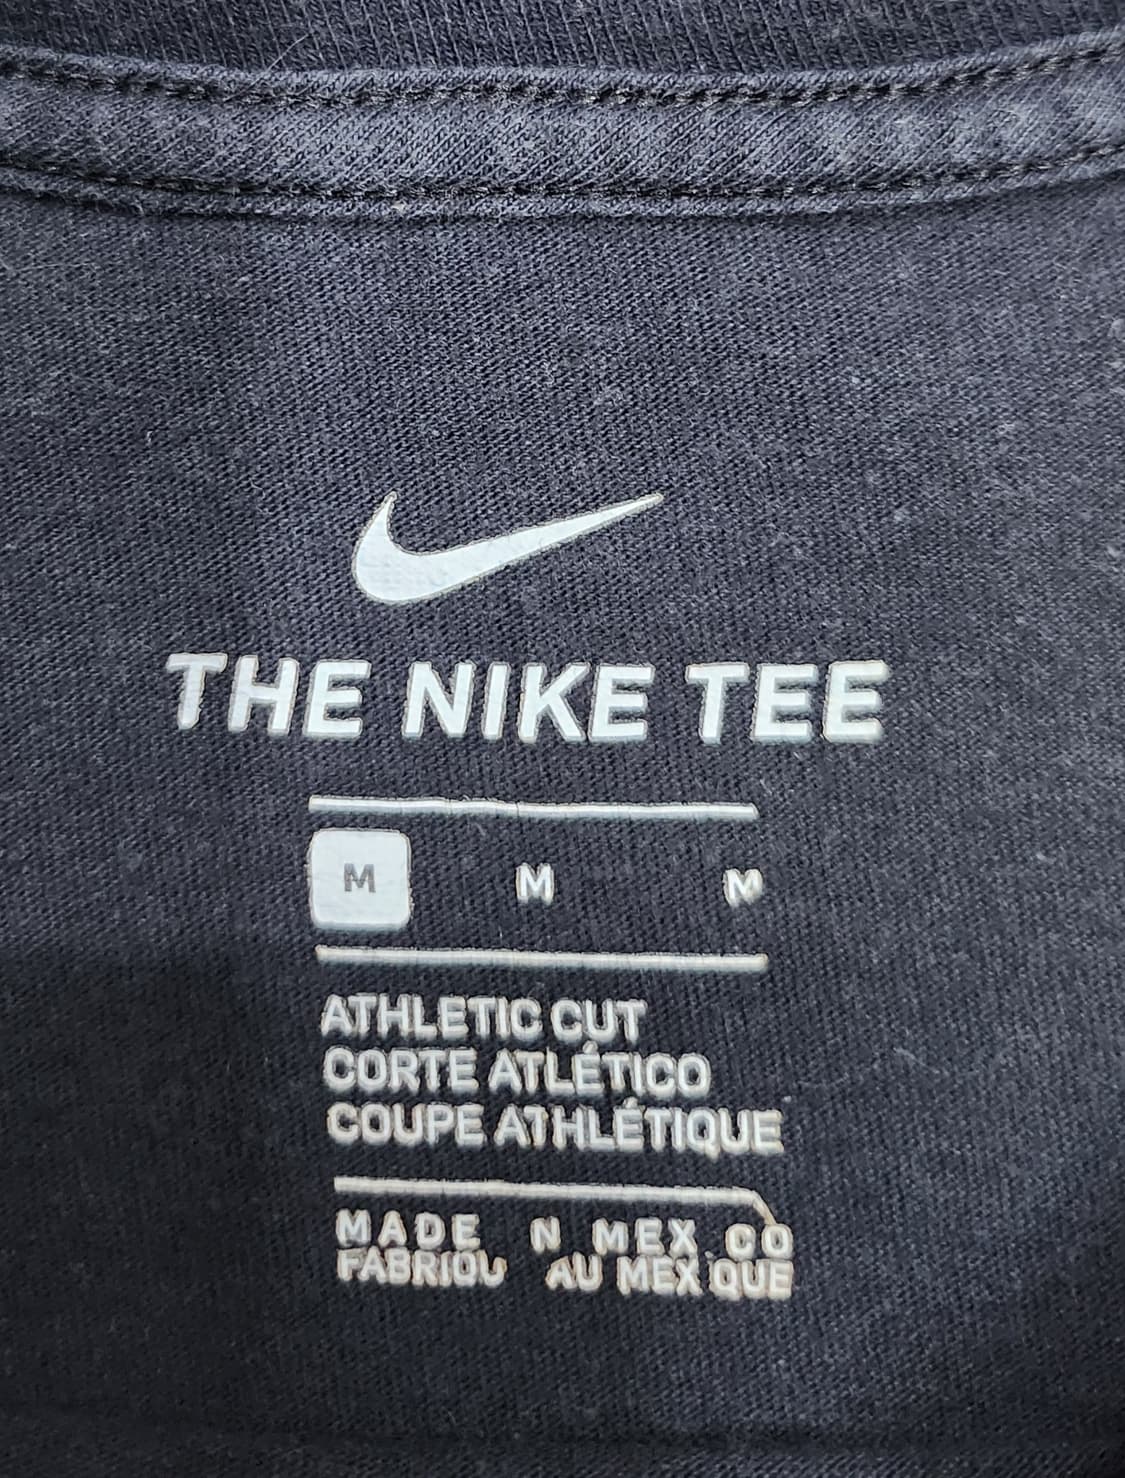 THE NIKE TEE
M M M
ATHLETIC CUT
CORTE ATLÉTICO
COUPE ATHLÉTIQUE
MADE N MEX CO
FABRIQU AU MEX QUE